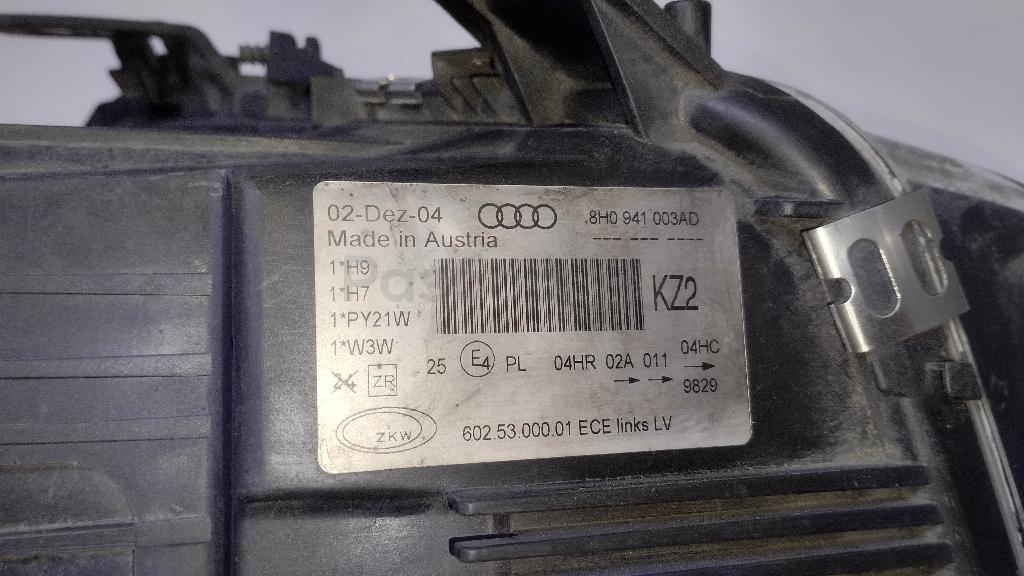 02-Dez-04 8H0 941 003AD
Made in Austria --- --- ----
1*H9
1*H7
1*PY21W KZ2
1*W3W
25 E4 PL 04HR 02A 011 04HC
ZR 9829
ZKW 602.53.000.01 ECE links LV